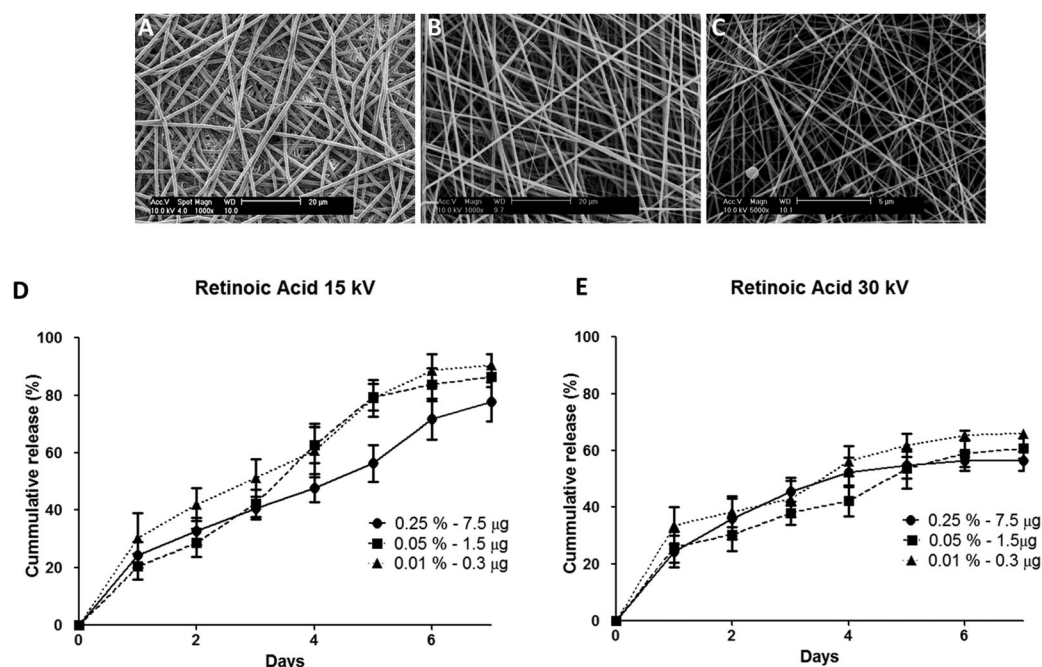 A
B
C
Acc.V Spot Magn WD 20 µm
10.0 kV 4.0 1000x 10.0
Acc.V Magn WD 20 µm
10.0 kV 1000x 9.7
Acc.V Magn WD 5 µm
10.0 kV 5000x 10.1
D
Retinoic Acid 15 kV
Cummulative release (%)
100
80
60
40
20
0
0 2 4 6
Days
0.25 % - 7.5 µg
0.05 % - 1.5 µg
0.01 % - 0.3 µg
E
Retinoic Acid 30 kV
Cummulative release (%)
100
80
60
40
20
0
0 2 4 6
Days
0.25 % - 7.5 µg
0.05 % - 1.5µg
0.01 % - 0.3 µg